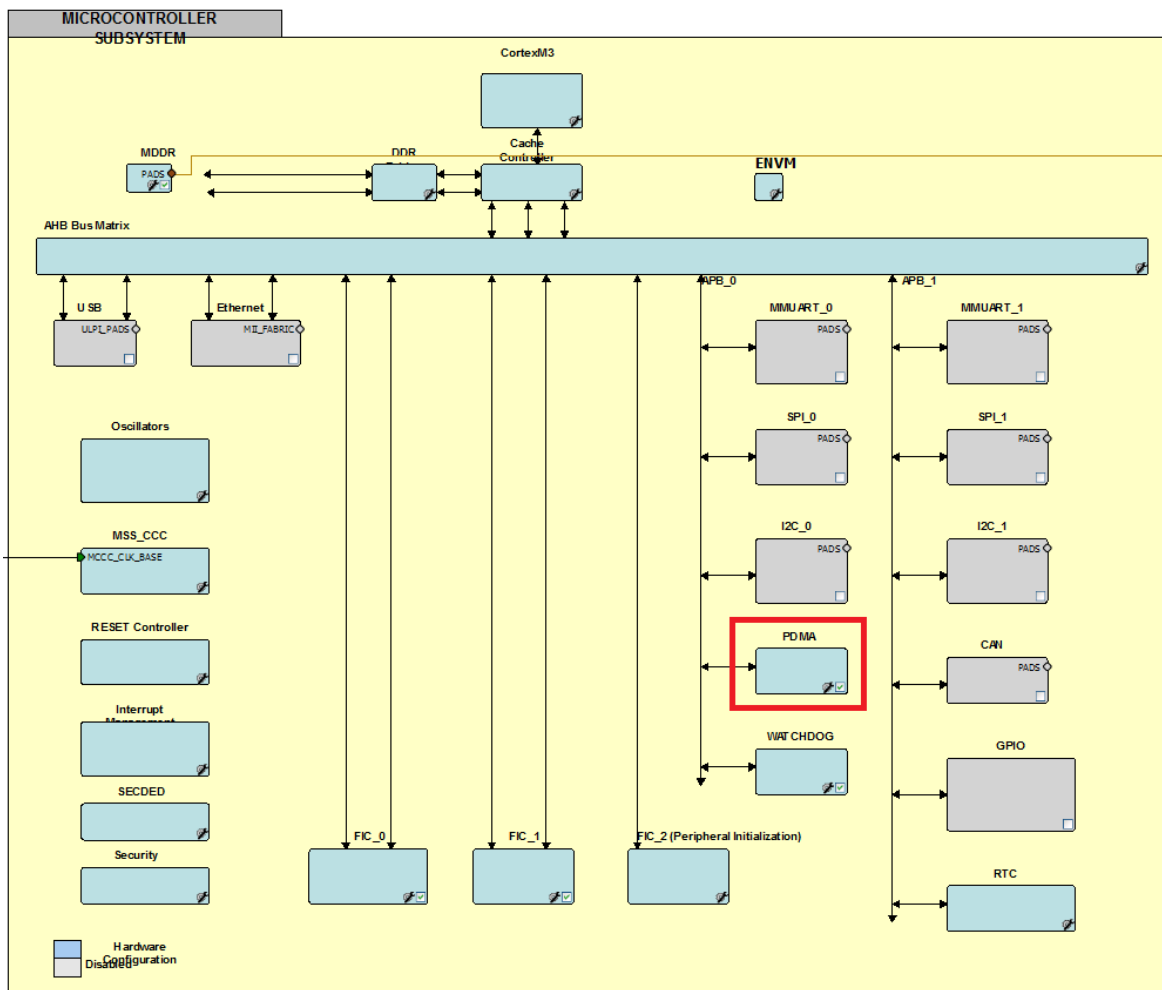 MICROCONTROLLER
SUBSYSTEM
CortexM3
MDDR
PADS
DDR
Cache
Controller
ENVM
AHB Bus Matrix
APB_0
APB_1
USB
ULPI_PADS
Ethernet
MII_FABRIC
MMUART_0
PADS
MMUART_1
PADS
Oscillators
SPI_0
PADS
SPI_1
PADS
MSS_CCC
MCCC_CLK_BASE
I2C_0
PADS
I2C_1
PADS
RESET Controller
PDMA
CAN
PADS
Interrupt
Management
WATCHDOG
GPIO
SECDED
Security
FIC_0
FIC_1
FIC_2 (Peripheral Initialization)
RTC
Hardware
Configuration
Disabled